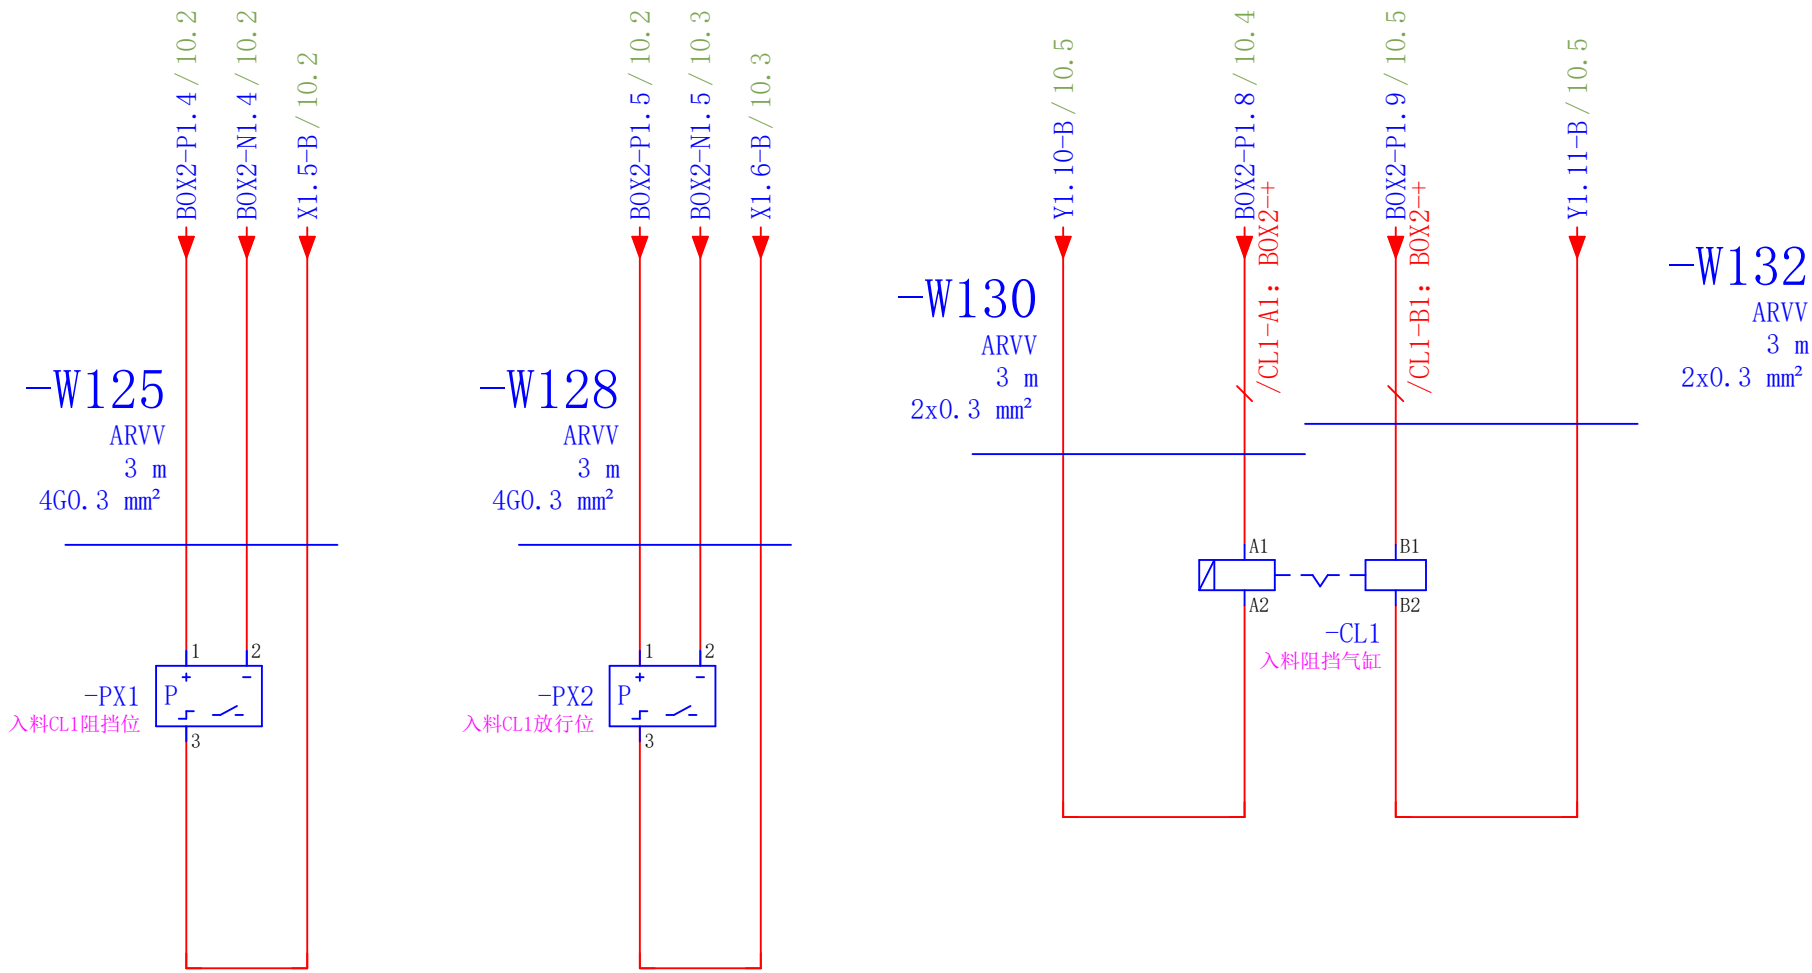 BOX2-P1.4/10.2
BOX2-N1.4/10.2
X1.5-B/10.2
-W125
ARVV
3 m
4G0.3 mm²
1
2
+
-
P
-PX1
入料CL1阻挡位
3
BOX2-P1.5/10.2
BOX2-N1.5/10.3
X1.6-B/10.3
-W128
ARVV
3 m
4G0.3 mm²
1
2
+
-
P
-PX2
入料CL1放行位
3
Y1.10-B/10.5
BOX2-P1.8/10.4
/CL1-A1: BOX2-+
-W130
ARVV
3 m
2x0.3 mm²
BOX2-P1.9/10.5
/CL1-B1: BOX2-+
Y1.11-B/10.5
-W132
ARVV
3 m
2x0.3 mm²
A1
A2
B1
B2
-CL1
入料阻挡气缸